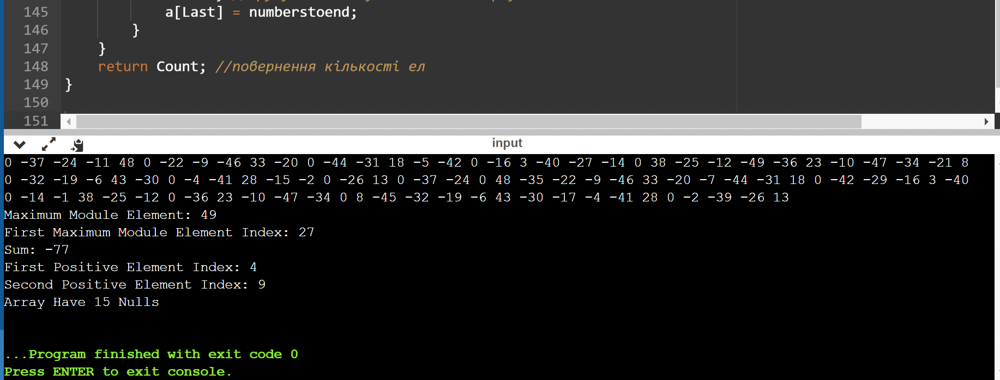 145 a[Last] = numberstoend;
146 }
147 }
148 return Count; //повернення кількості ел
149 }
150
151
input
0 -37 -24 -11 48 0 -22 -9 -46 33 -20 0 -44 -31 18 -5 -42 0 -16 3 -40 -27 -14 0 38 -25 -12 -49 -36 23 -10 -47 -34 -21 8
0 -32 -19 -6 43 -30 0 -4 -41 28 -15 -2 0 -26 13 0 -37 -24 0 48 -35 -22 -9 -46 33 -20 -7 -44 -31 18 0 -42 -29 -16 3 -40
0 -14 -1 38 -25 -12 0 -36 23 -10 -47 -34 0 8 -45 -32 -19 -6 43 -30 -17 -4 -41 28 0 -2 -39 -26 13
Maximum Module Element: 49
First Maximum Module Element Index: 27
Sum: -77
First Positive Element Index: 4
Second Positive Element Index: 9
Array Have 15 Nulls
...Program finished with exit code 0
Press ENTER to exit console.